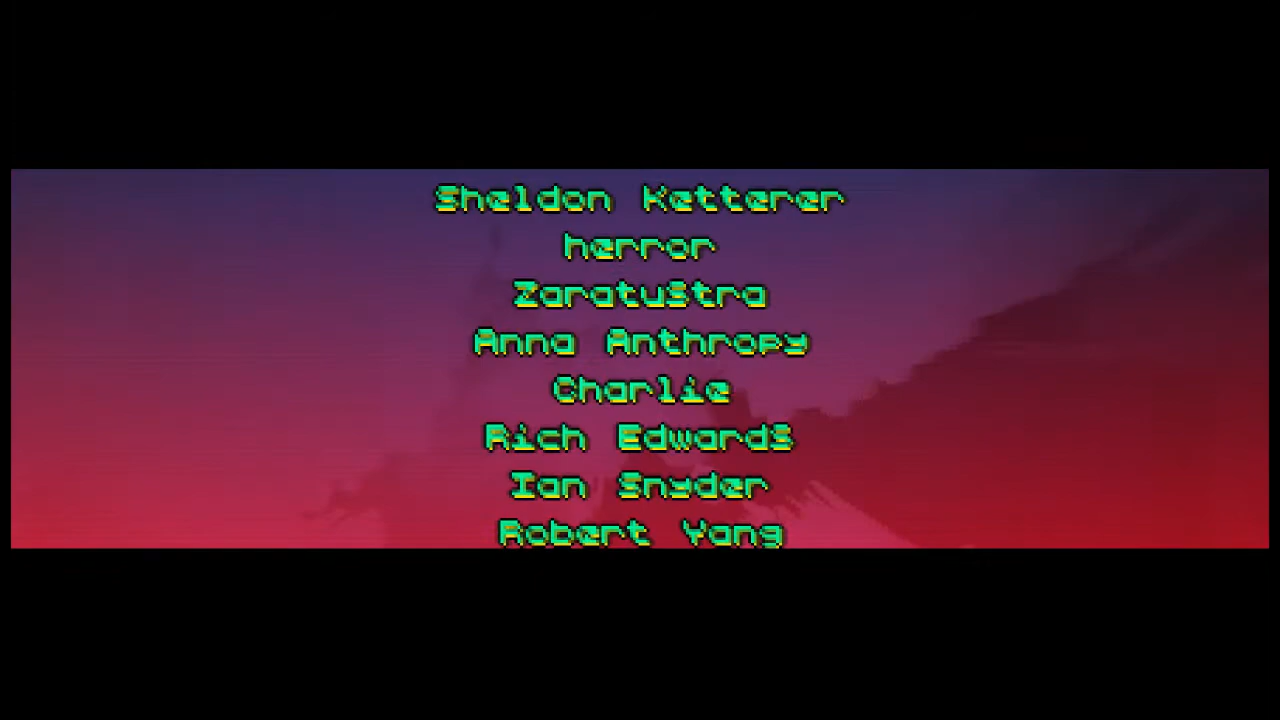 Sheldon Ketterer
herror
Zaratustra
Anna Anthropy
Charlie
Rich Edwards
Ian Snyder
Robert Yang